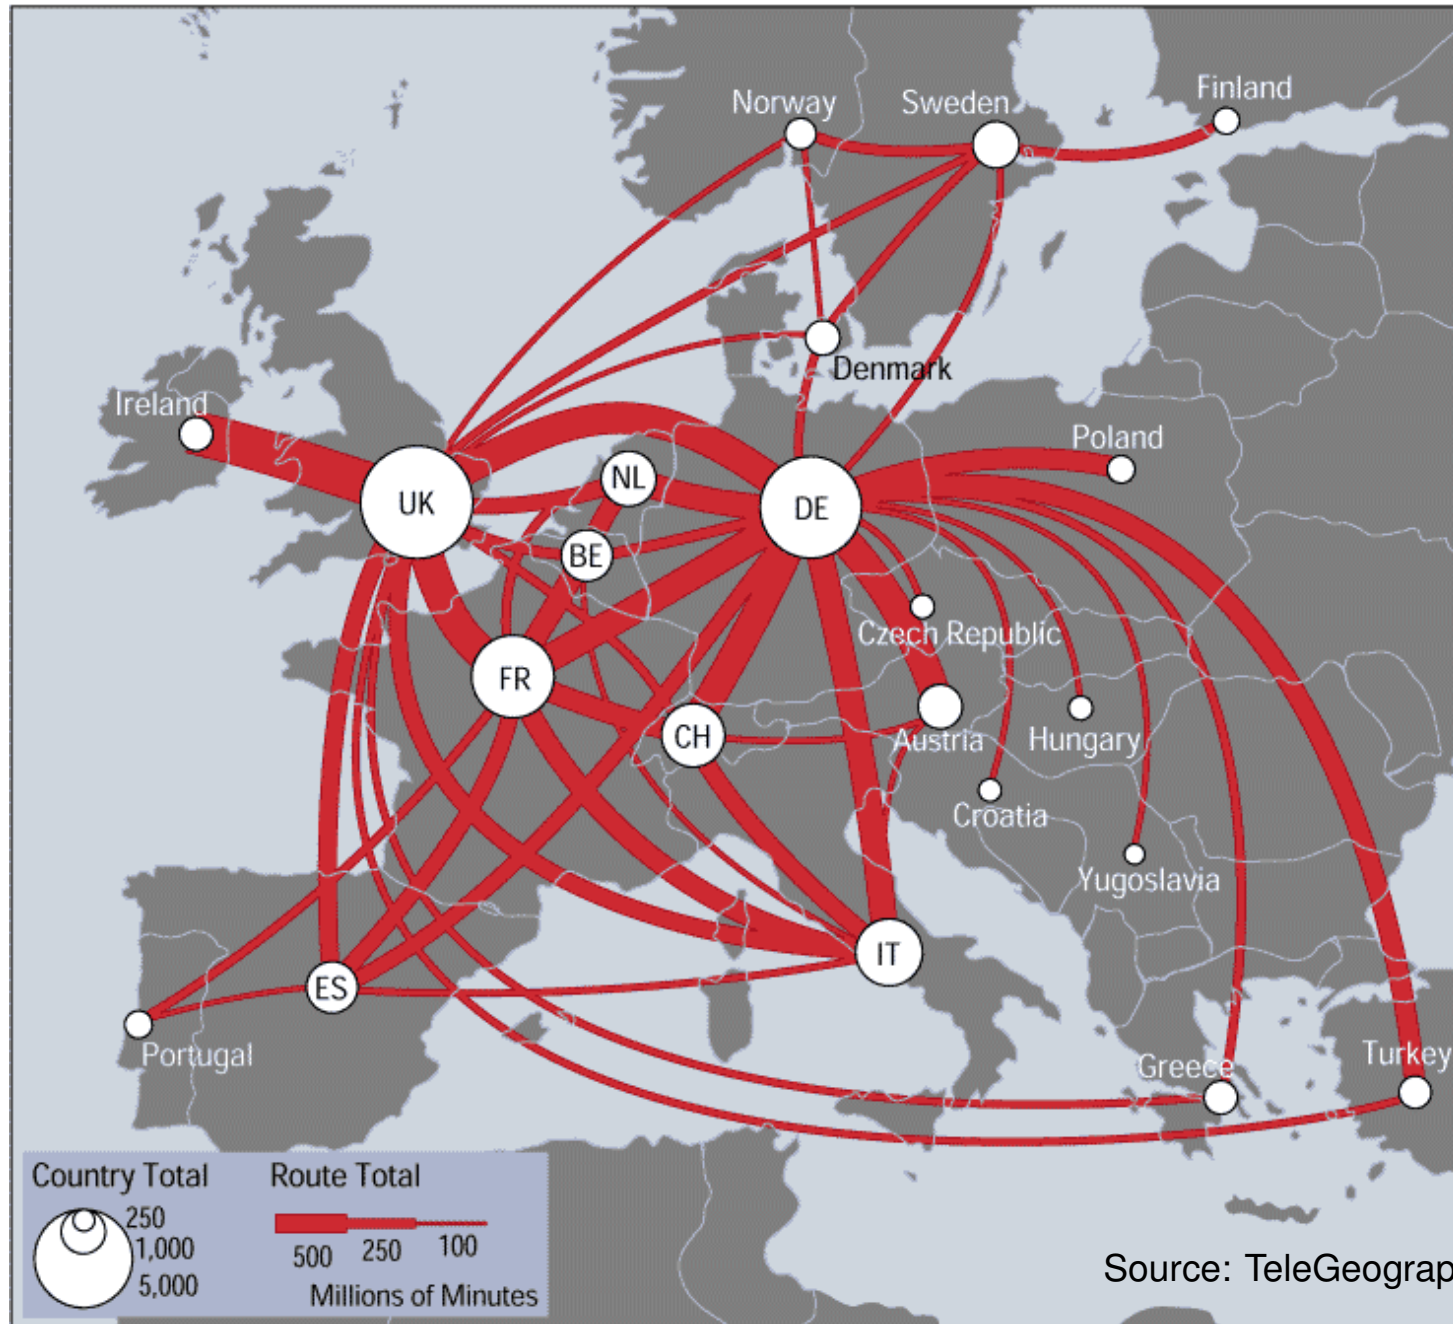 Norway
Sweden
Finland
Denmark
Ireland
Poland
UK
NL
DE
BE
Czech Republic
FR
CH
Austria
Hungary
Croatia
Yugoslavia
IT
ES
Portugal
Greece
Turkey
Country Total
250
1,000
5,000
Route Total
500 250 100
Millions of Minutes
Source: TeleGeograp